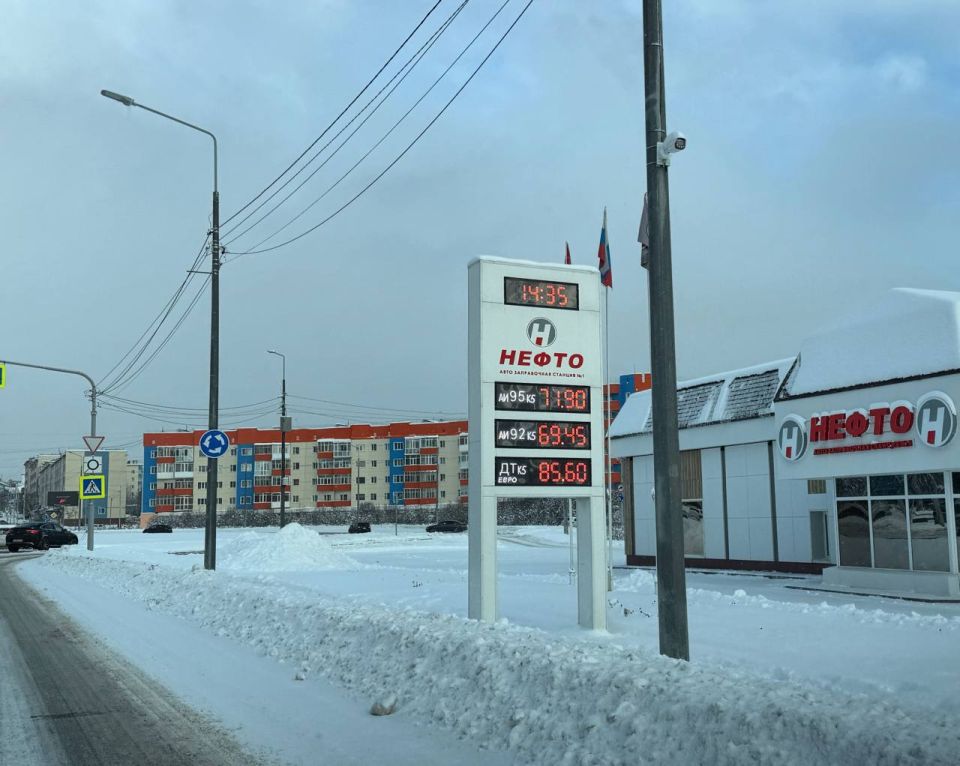 14:35
Н
НЕФТО
АВТО ЗАПРАВОЧНАЯ СТАНЦИЯ №1
АИ95К5 71.90
АИ92К5 69.45
ДТК5 85.60
ЕВРО
Н НЕФТО Н